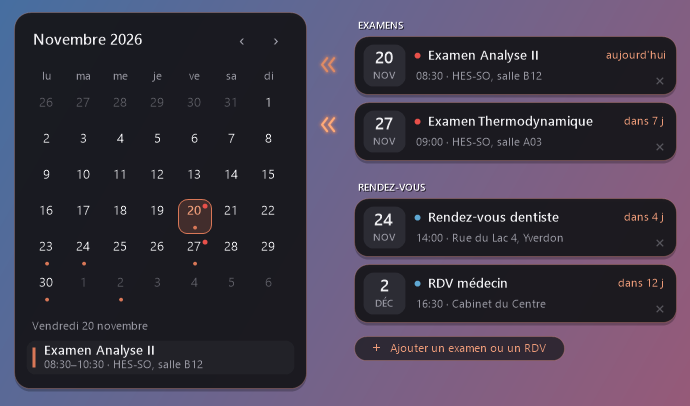 Novembre 2026
‹ ›
lu ma me je ve sa di
26 27 28 29 30 31 1
2 3 4 5 6 7 8
9 10 11 12 13 14 15
16 17 18 19 20 21 22
23 24 25 26 27 28 29
30 1 2 3 4 5 6
Vendredi 20 novembre
Examen Analyse II
08:30–10:30 · HES-SO, salle B12
EXAMENS
20 NOV
Examen Analyse II
aujourd'hui
08:30 · HES-SO, salle B12
27 NOV
Examen Thermodynamique
dans 7 j
09:00 · HES-SO, salle A03
RENDEZ-VOUS
24 NOV
Rendez-vous dentiste
dans 4 j
14:00 · Rue du Lac 4, Yverdon
2 DÉC
RDV médecin
dans 12 j
16:30 · Cabinet du Centre
+ Ajouter un examen ou un RDV